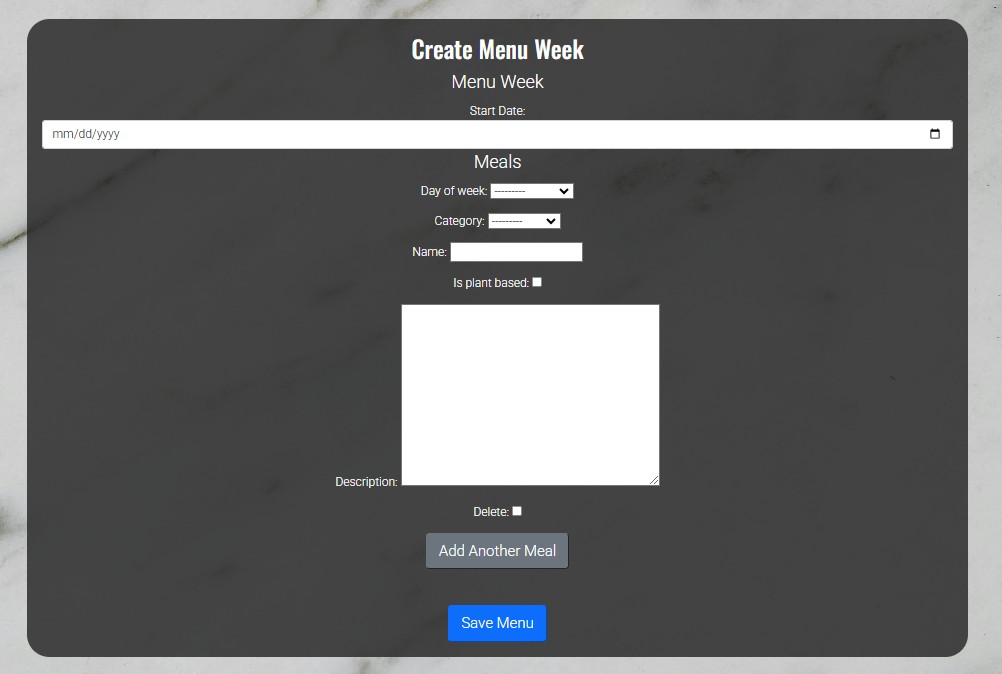 Create Menu Week
Menu Week
Start Date:
mm/dd/yyyy
Meals
Day of week: ---------
Category: ---------
Name:
Is plant based:
Description:
Delete:
Add Another Meal
Save Menu